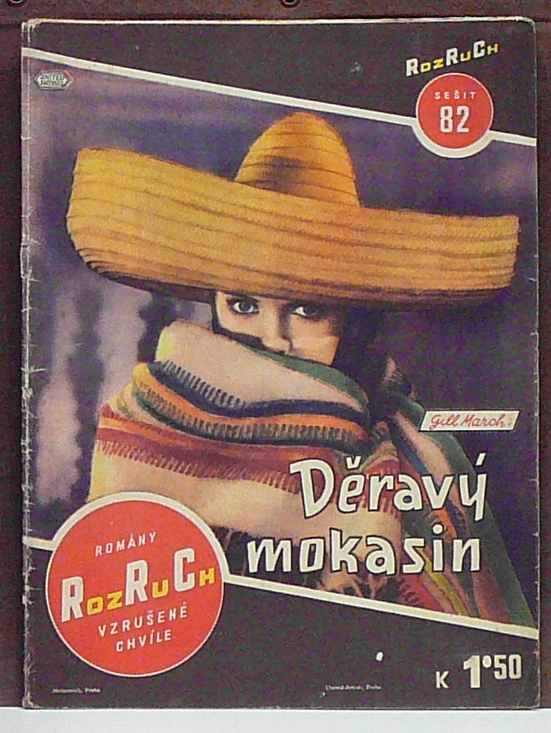 RozRuCh
SEŠIT
82
Gill March:
Děravý
mokasin
ROMÁNY
RozRuCh
VZRUŠENÉ
CHVÍLE
K 1.50